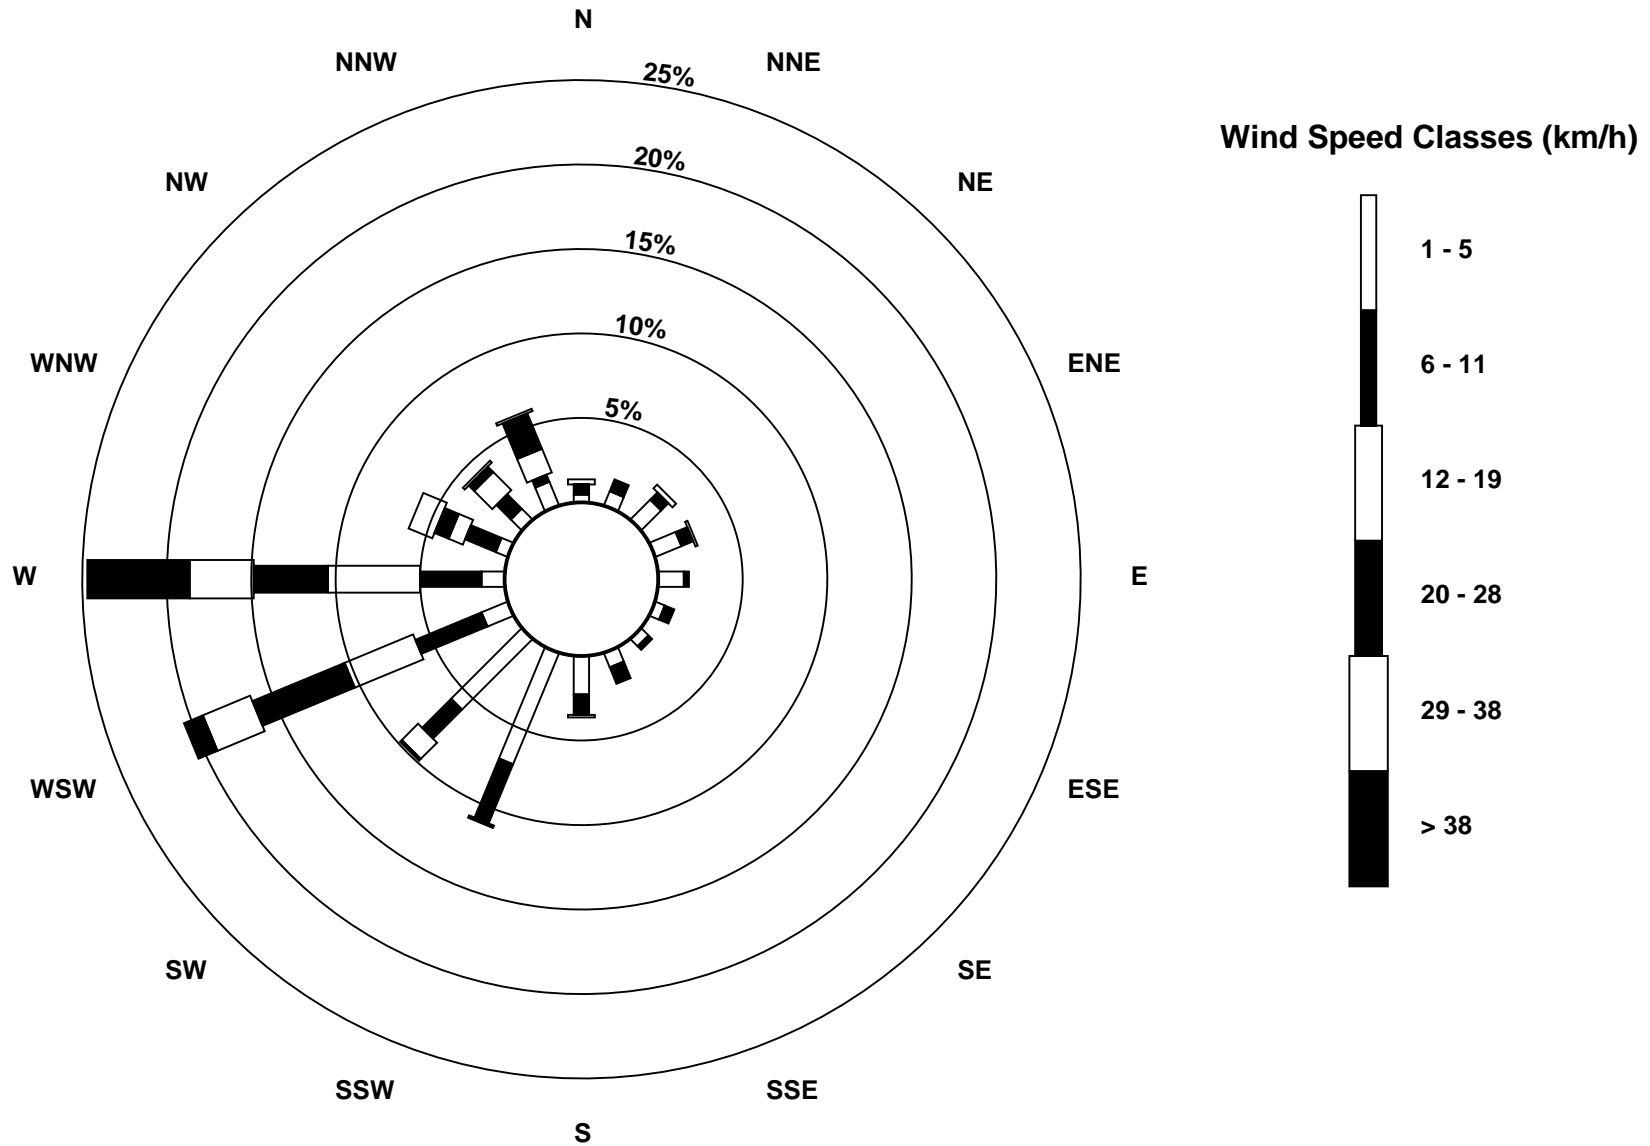 N
NNW
NNE
25%
Wind Speed Classes (km/h)
20%
NW
NE
15%
1 - 5
10%
WNW
ENE
6 - 11
5%
12 - 19
W
E
20 - 28
29 - 38
WSW
ESE
> 38
SW
SE
SSW
SSE
S